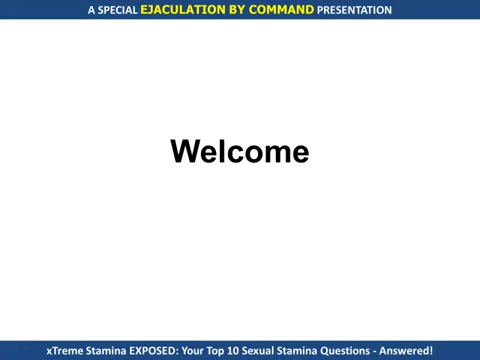 A SPECIAL EJACULATION BY COMMAND PRESENTATION
Welcome
xTreme Stamina EXPOSED: Your Top 10 Sexual Stamina Questions - Answered!